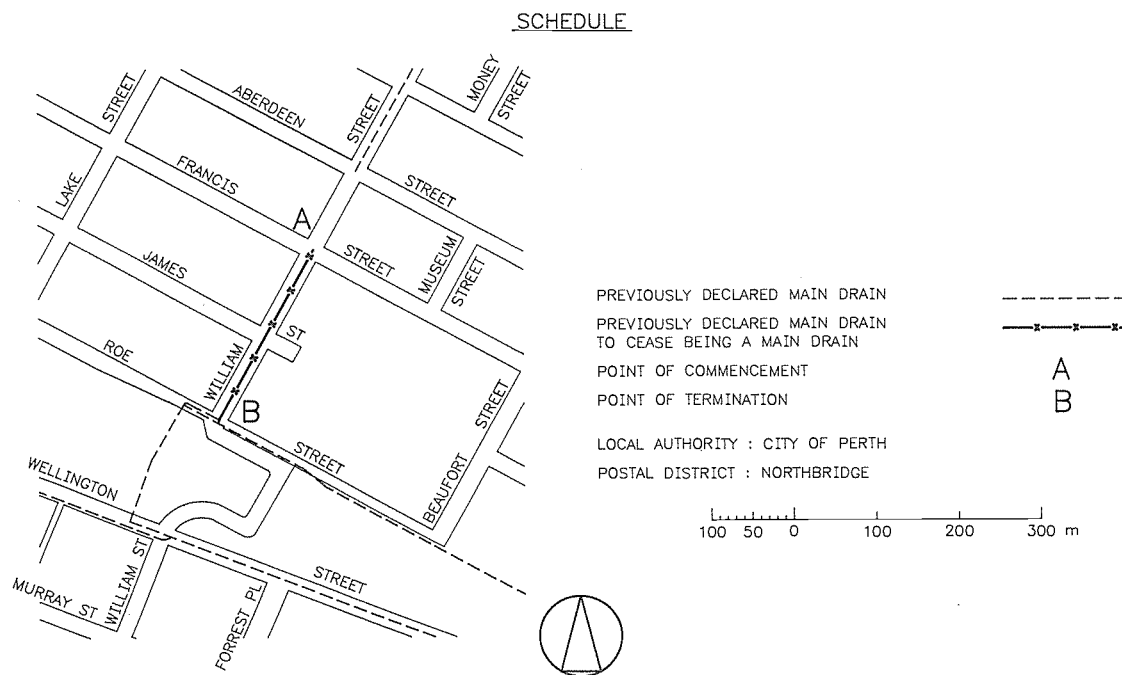 SCHEDULE
ABERDEEN
STREET
STREET
STREET
MONEY
STREET
FRANCIS
STREET
LAKE
A
MUSEUM
STREET
JAMES
ST
ROE
WILLIAM
B
STREET
STREET
BEAUFORT
WELLINGTON
STREET
WILLIAM ST
MURRAY ST
FORREST PL
PREVIOUSLY DECLARED MAIN DRAIN
PREVIOUSLY DECLARED MAIN DRAIN
TO CEASE BEING A MAIN DRAIN
POINT OF COMMENCEMENT A
POINT OF TERMINATION B
LOCAL AUTHORITY : CITY OF PERTH
POSTAL DISTRICT : NORTHBRIDGE
100 50 0 100 200 300 m